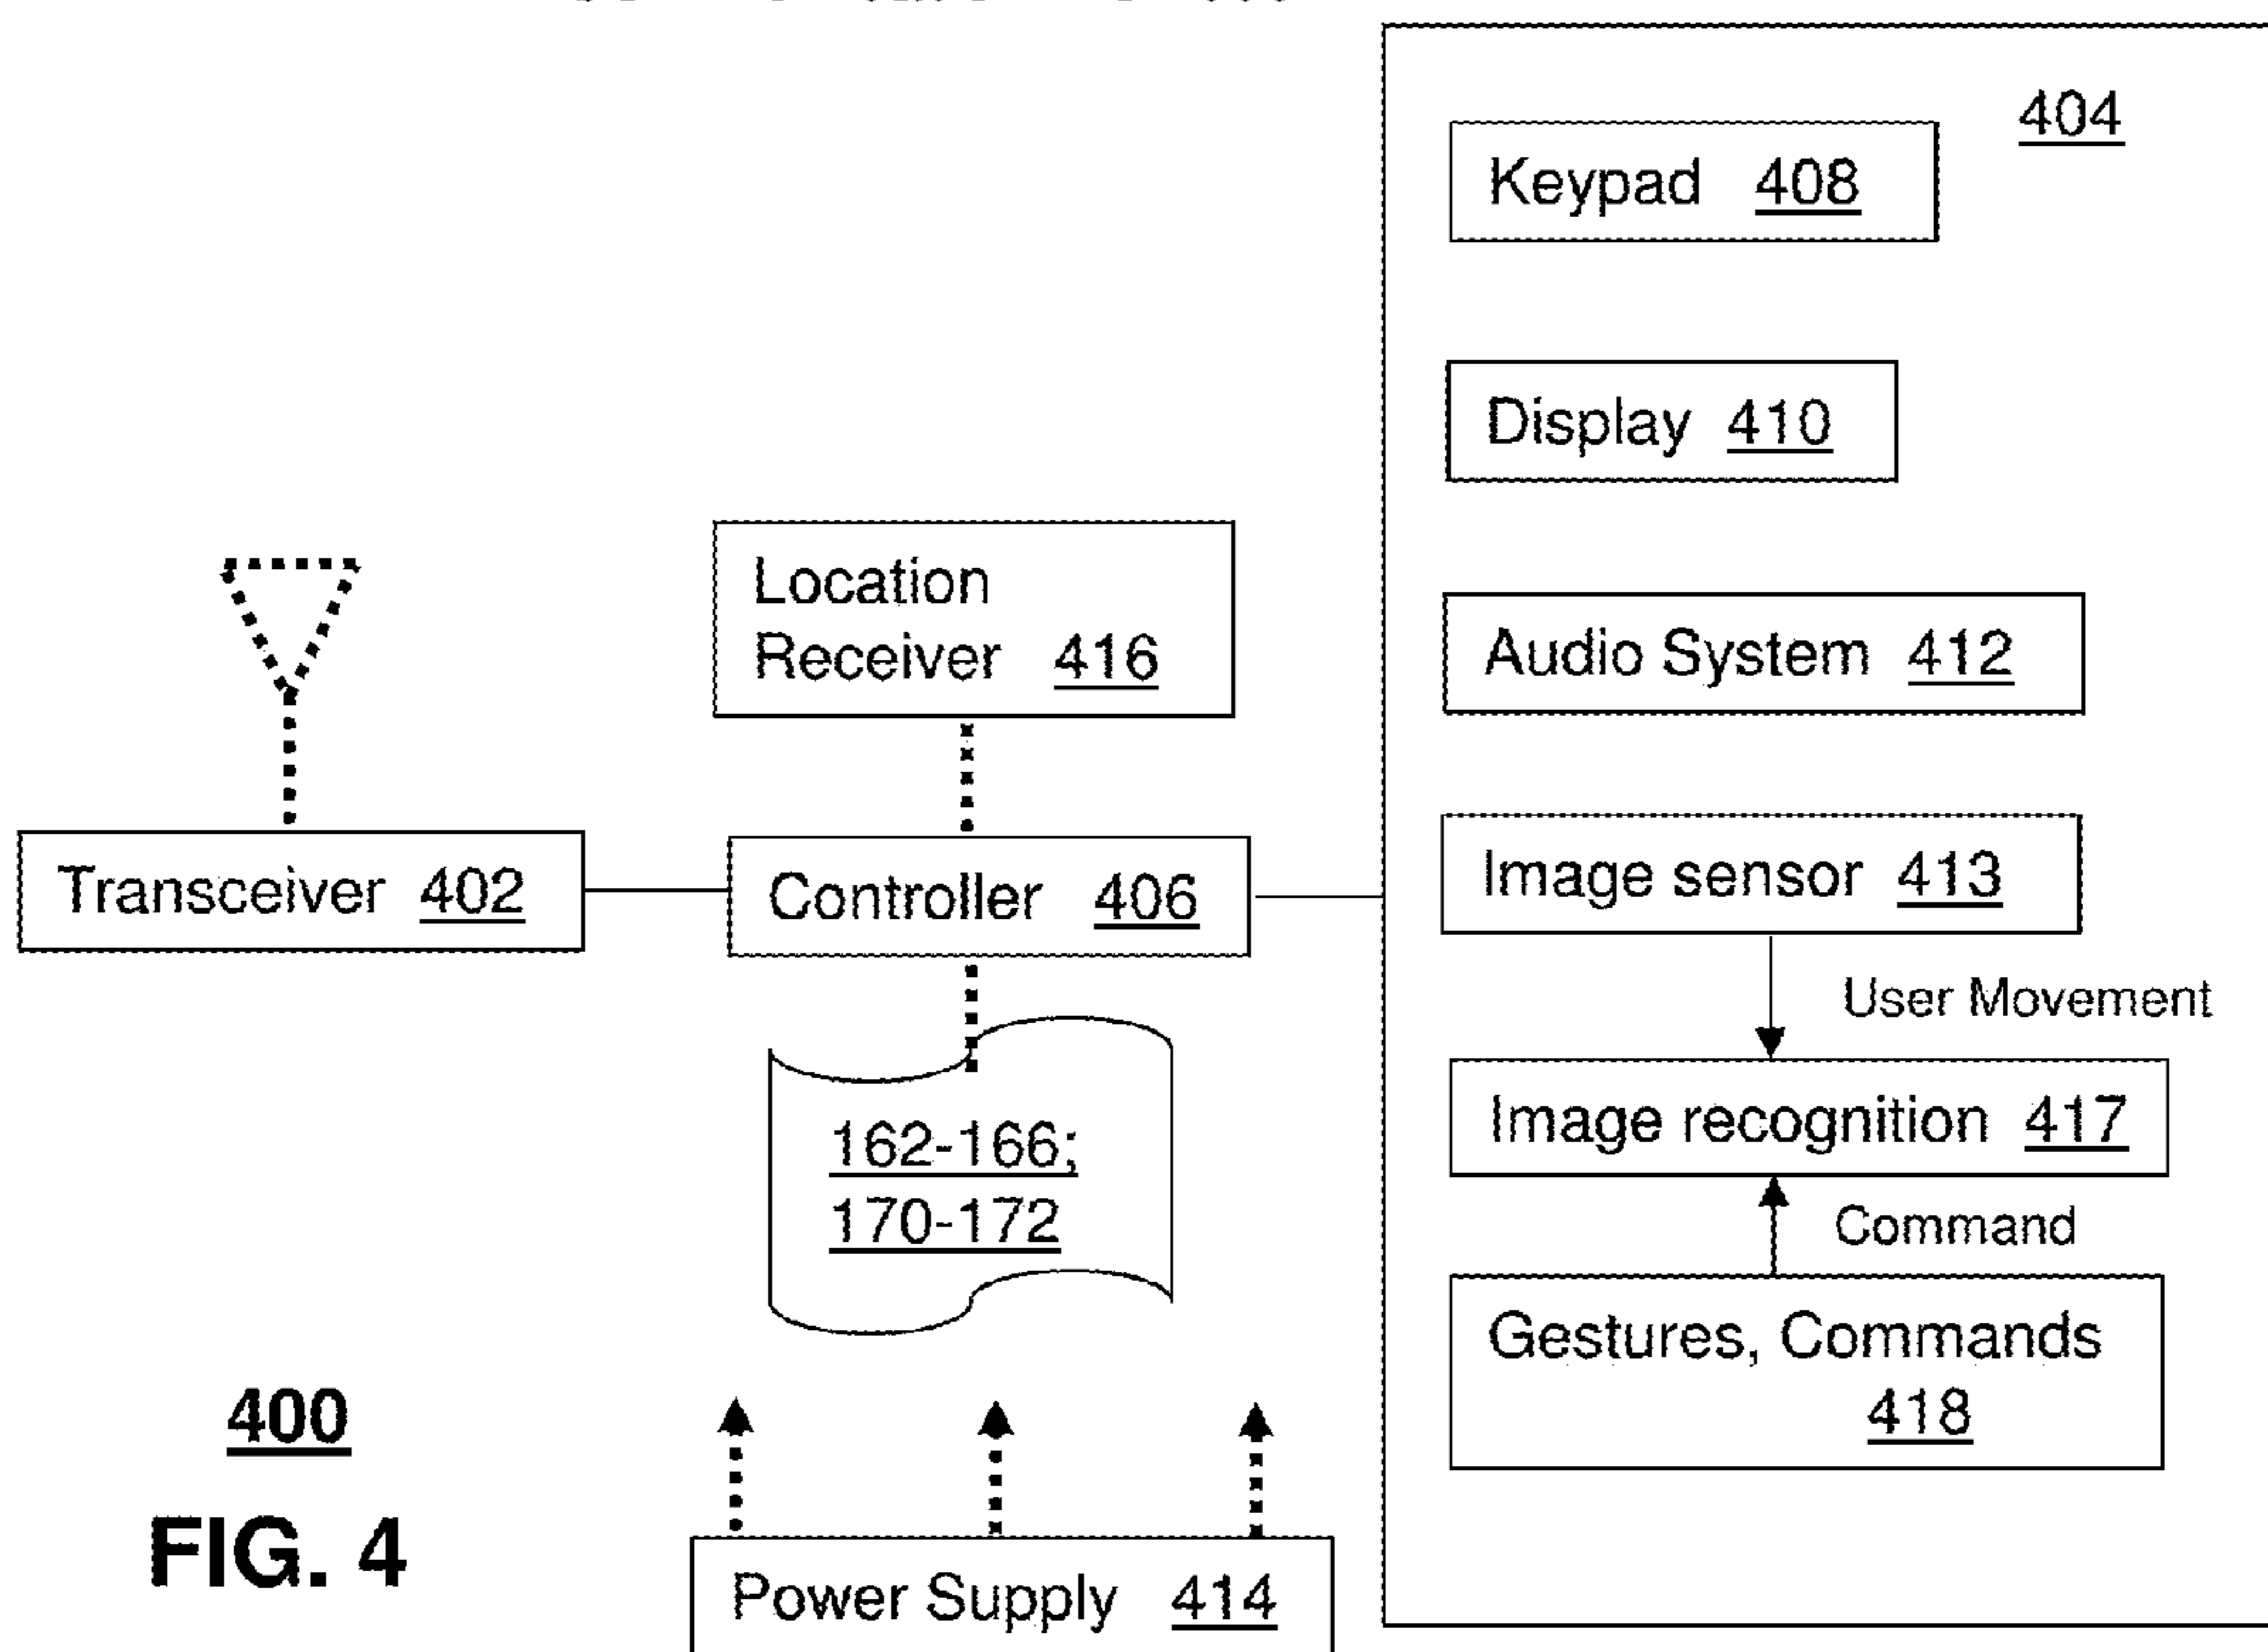 404
Keypad 408
Display 410
Location
Receiver 416
Audio System 412
Transceiver 402
Controller 406
Image sensor 413
User Movement
162-166;
170-172
Image recognition 417
Command
Gestures, Commands
418
400
FIG. 4
Power Supply 414